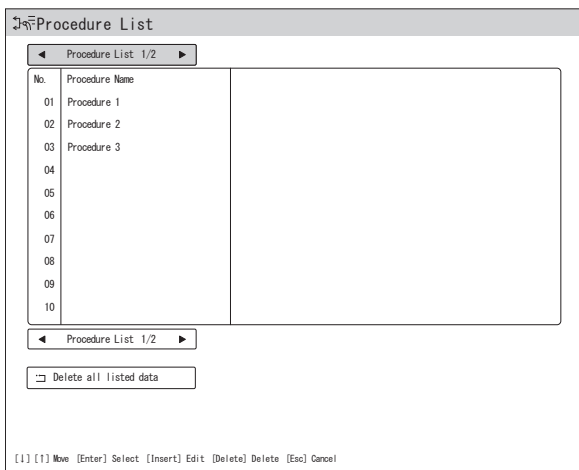 Procedure List
◀ Procedure List 1/2 ▶
No. Procedure Name
01 Procedure 1
02 Procedure 2
03 Procedure 3
04
05
06
07
08
09
10
◀ Procedure List 1/2 ▶
Delete all listed data
[↓] [↑] Move [Enter] Select [Insert] Edit [Delete] Delete [Esc] Cancel